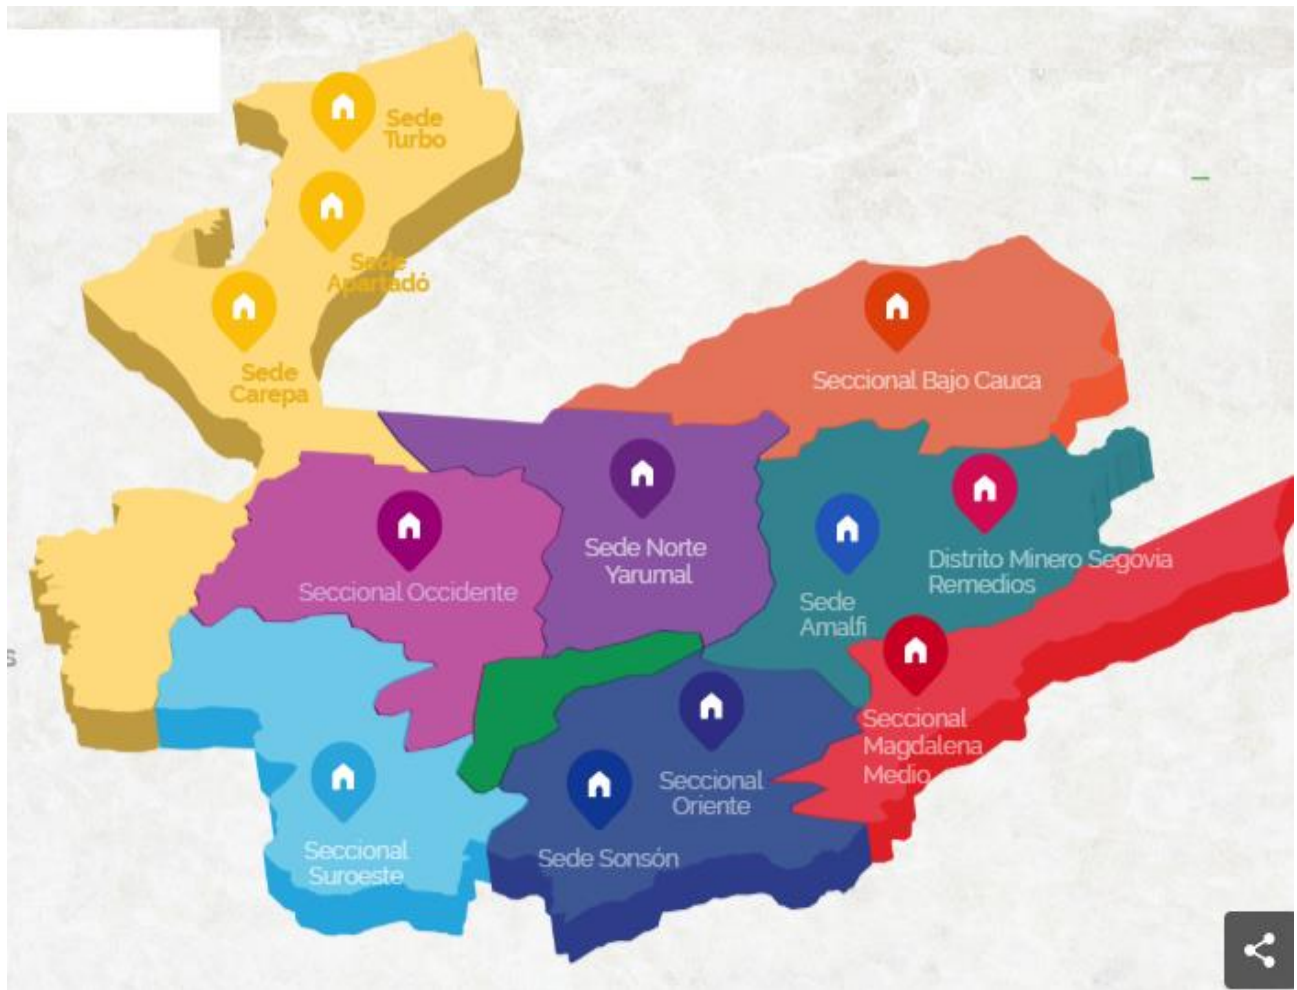 Sede
Turbo
Sede
Apartadó
Sede
Carepa
Seccional Bajo Cauca
Sede Norte
Yarumal
Seccional Occidente
Distrito Minero Segovia
Remedios
Sede
Amalfi
s
Seccional
Magdalena
Medio
Seccional
Oriente
Seccional
Suroeste
Sede Sonsón